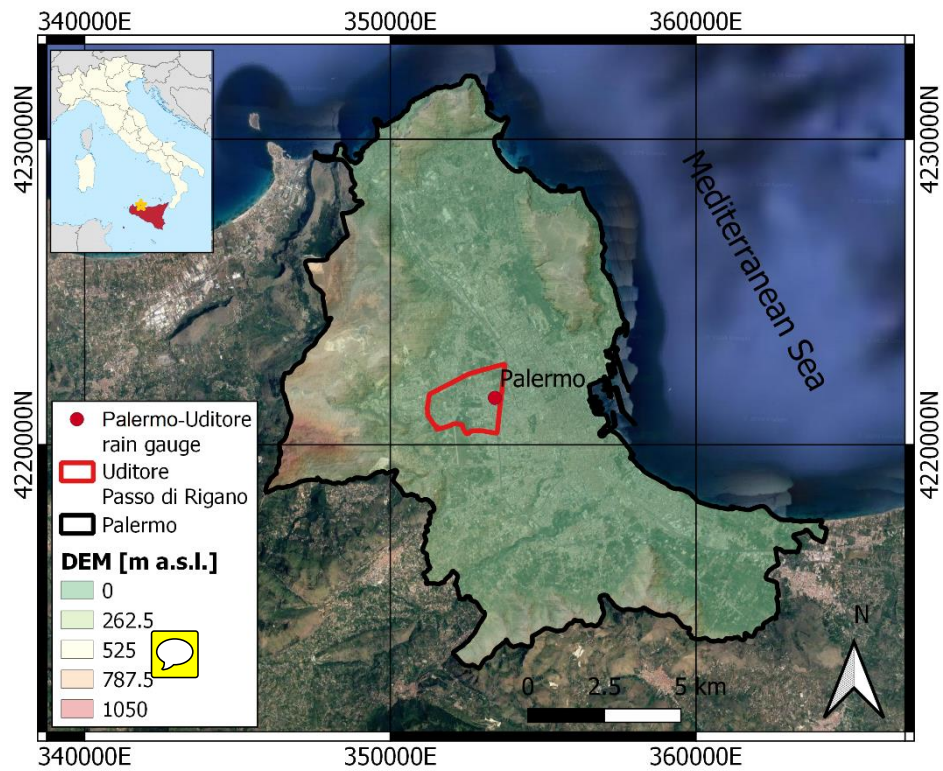 340000E 350000E 360000E
4230000N
4230000N
Mediterranean Sea
Palermo
4220000N
4220000N
Palermo-Uditore
rain gauge
Uditore
Passo di Rigano
Palermo
DEM [m a.s.l.]
0
262.5
525
787.5
1050
N
0 2.5 5 km
340000E 350000E 360000E